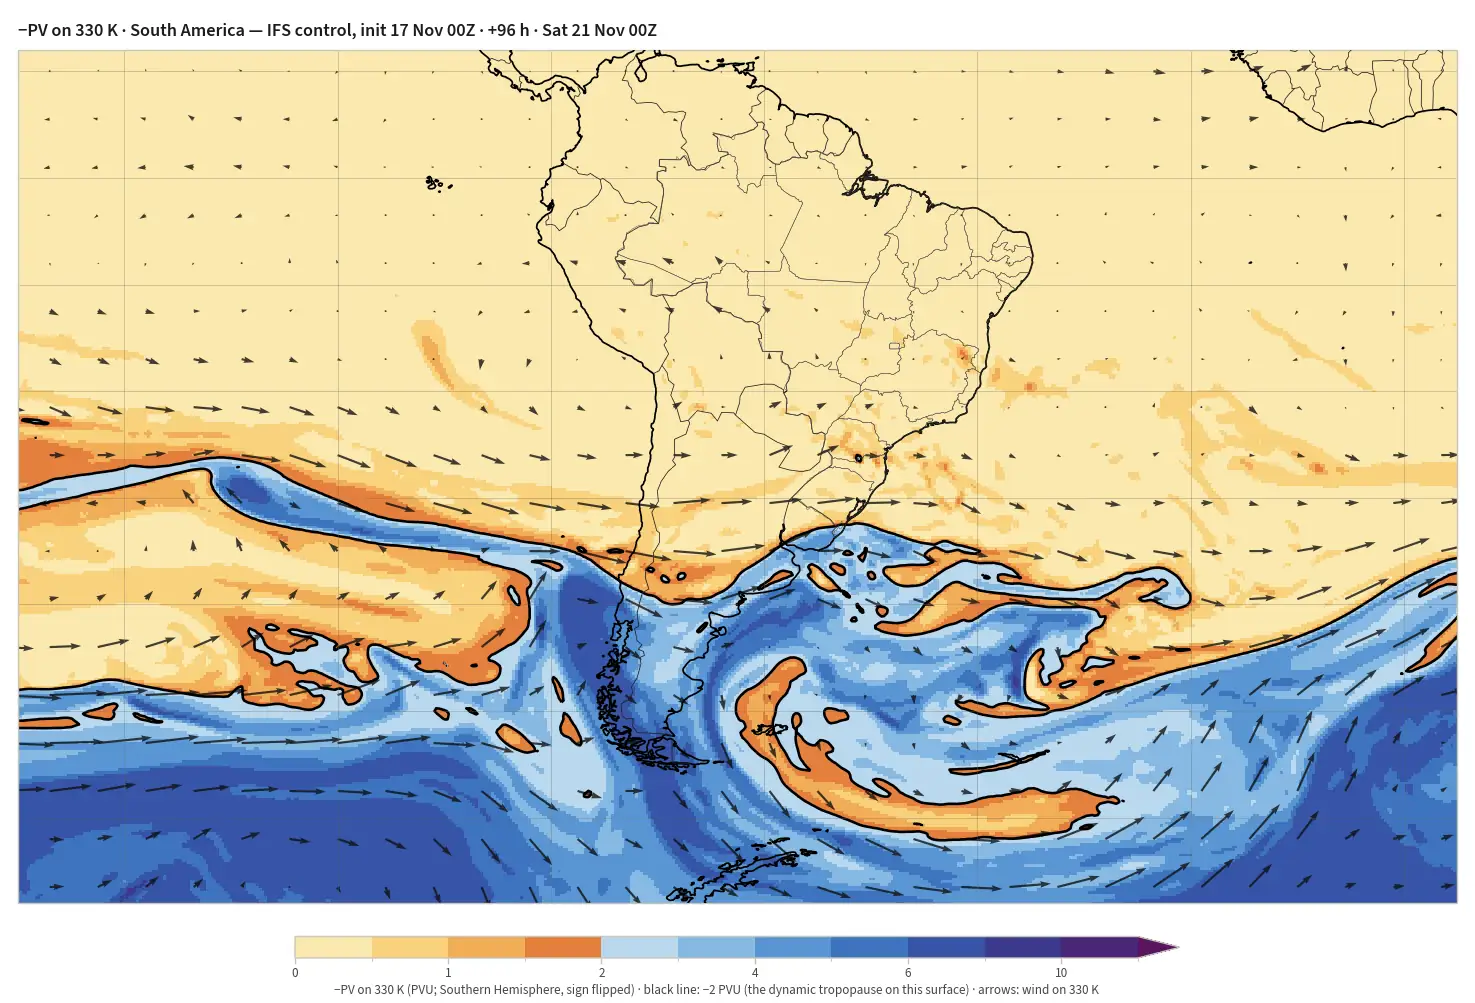 −PV on 330 K · South America — IFS control, init 17 Nov 00Z · +96 h · Sat 21 Nov 00Z
0 1 2 4 6 10
−PV on 330 K (PVU; Southern Hemisphere, sign flipped) · black line: −2 PVU (the dynamic tropopause on this surface) · arrows: wind on 330 K